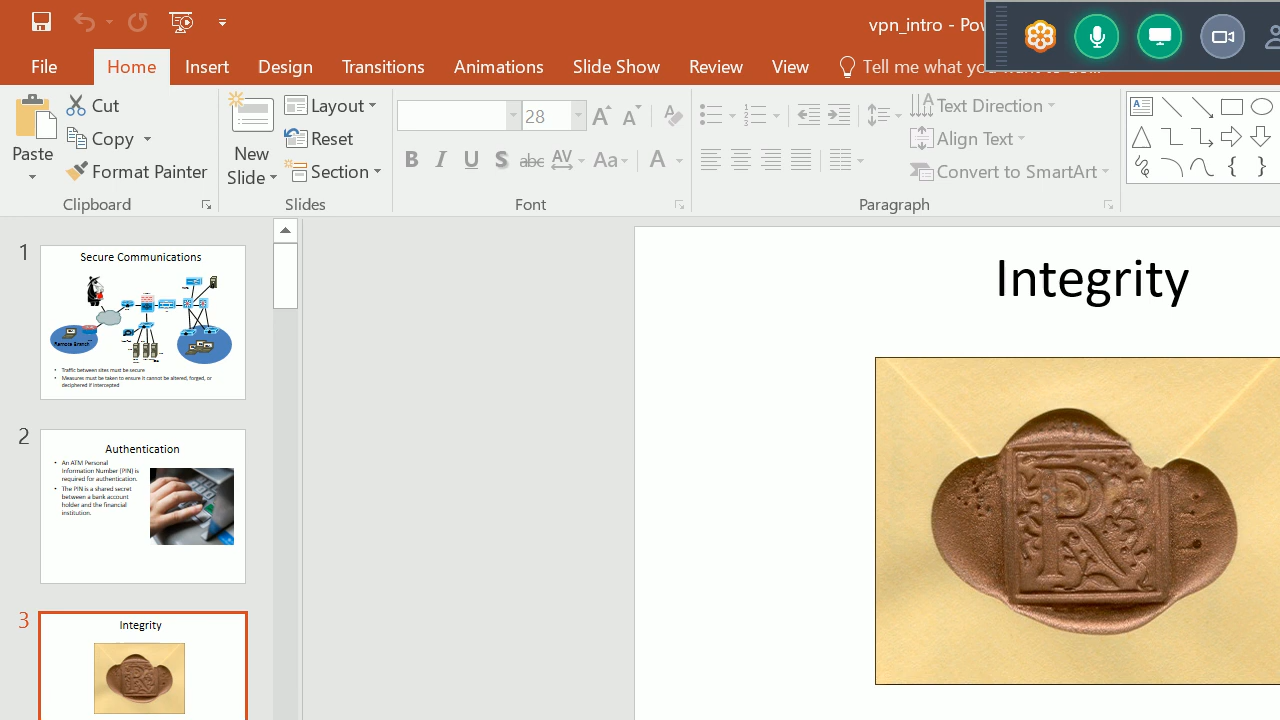 vpn_intro - Pow
File
Home
Insert
Design
Transitions
Animations
Slide Show
Review
View
Tell me what you
Paste
Cut
Copy
Format Painter
Clipboard
New
Slide
Layout
Reset
Section
Slides
28
B I U S abc AV Aa A
Font
Text Direction
Align Text
Convert to SmartArt
Paragraph
1
Secure Communications
Remote Branch
• Traffic between sites must be secure
• Measures must be taken to ensure it cannot be altered, forged, or
deciphered if intercepted
2
Authentication
• An ATM Personal
Information Number (PIN) is
required for authentication.
• The PIN is a shared secret
between a bank account
holder and the financial
institution.
3
Integrity
Integrity
R